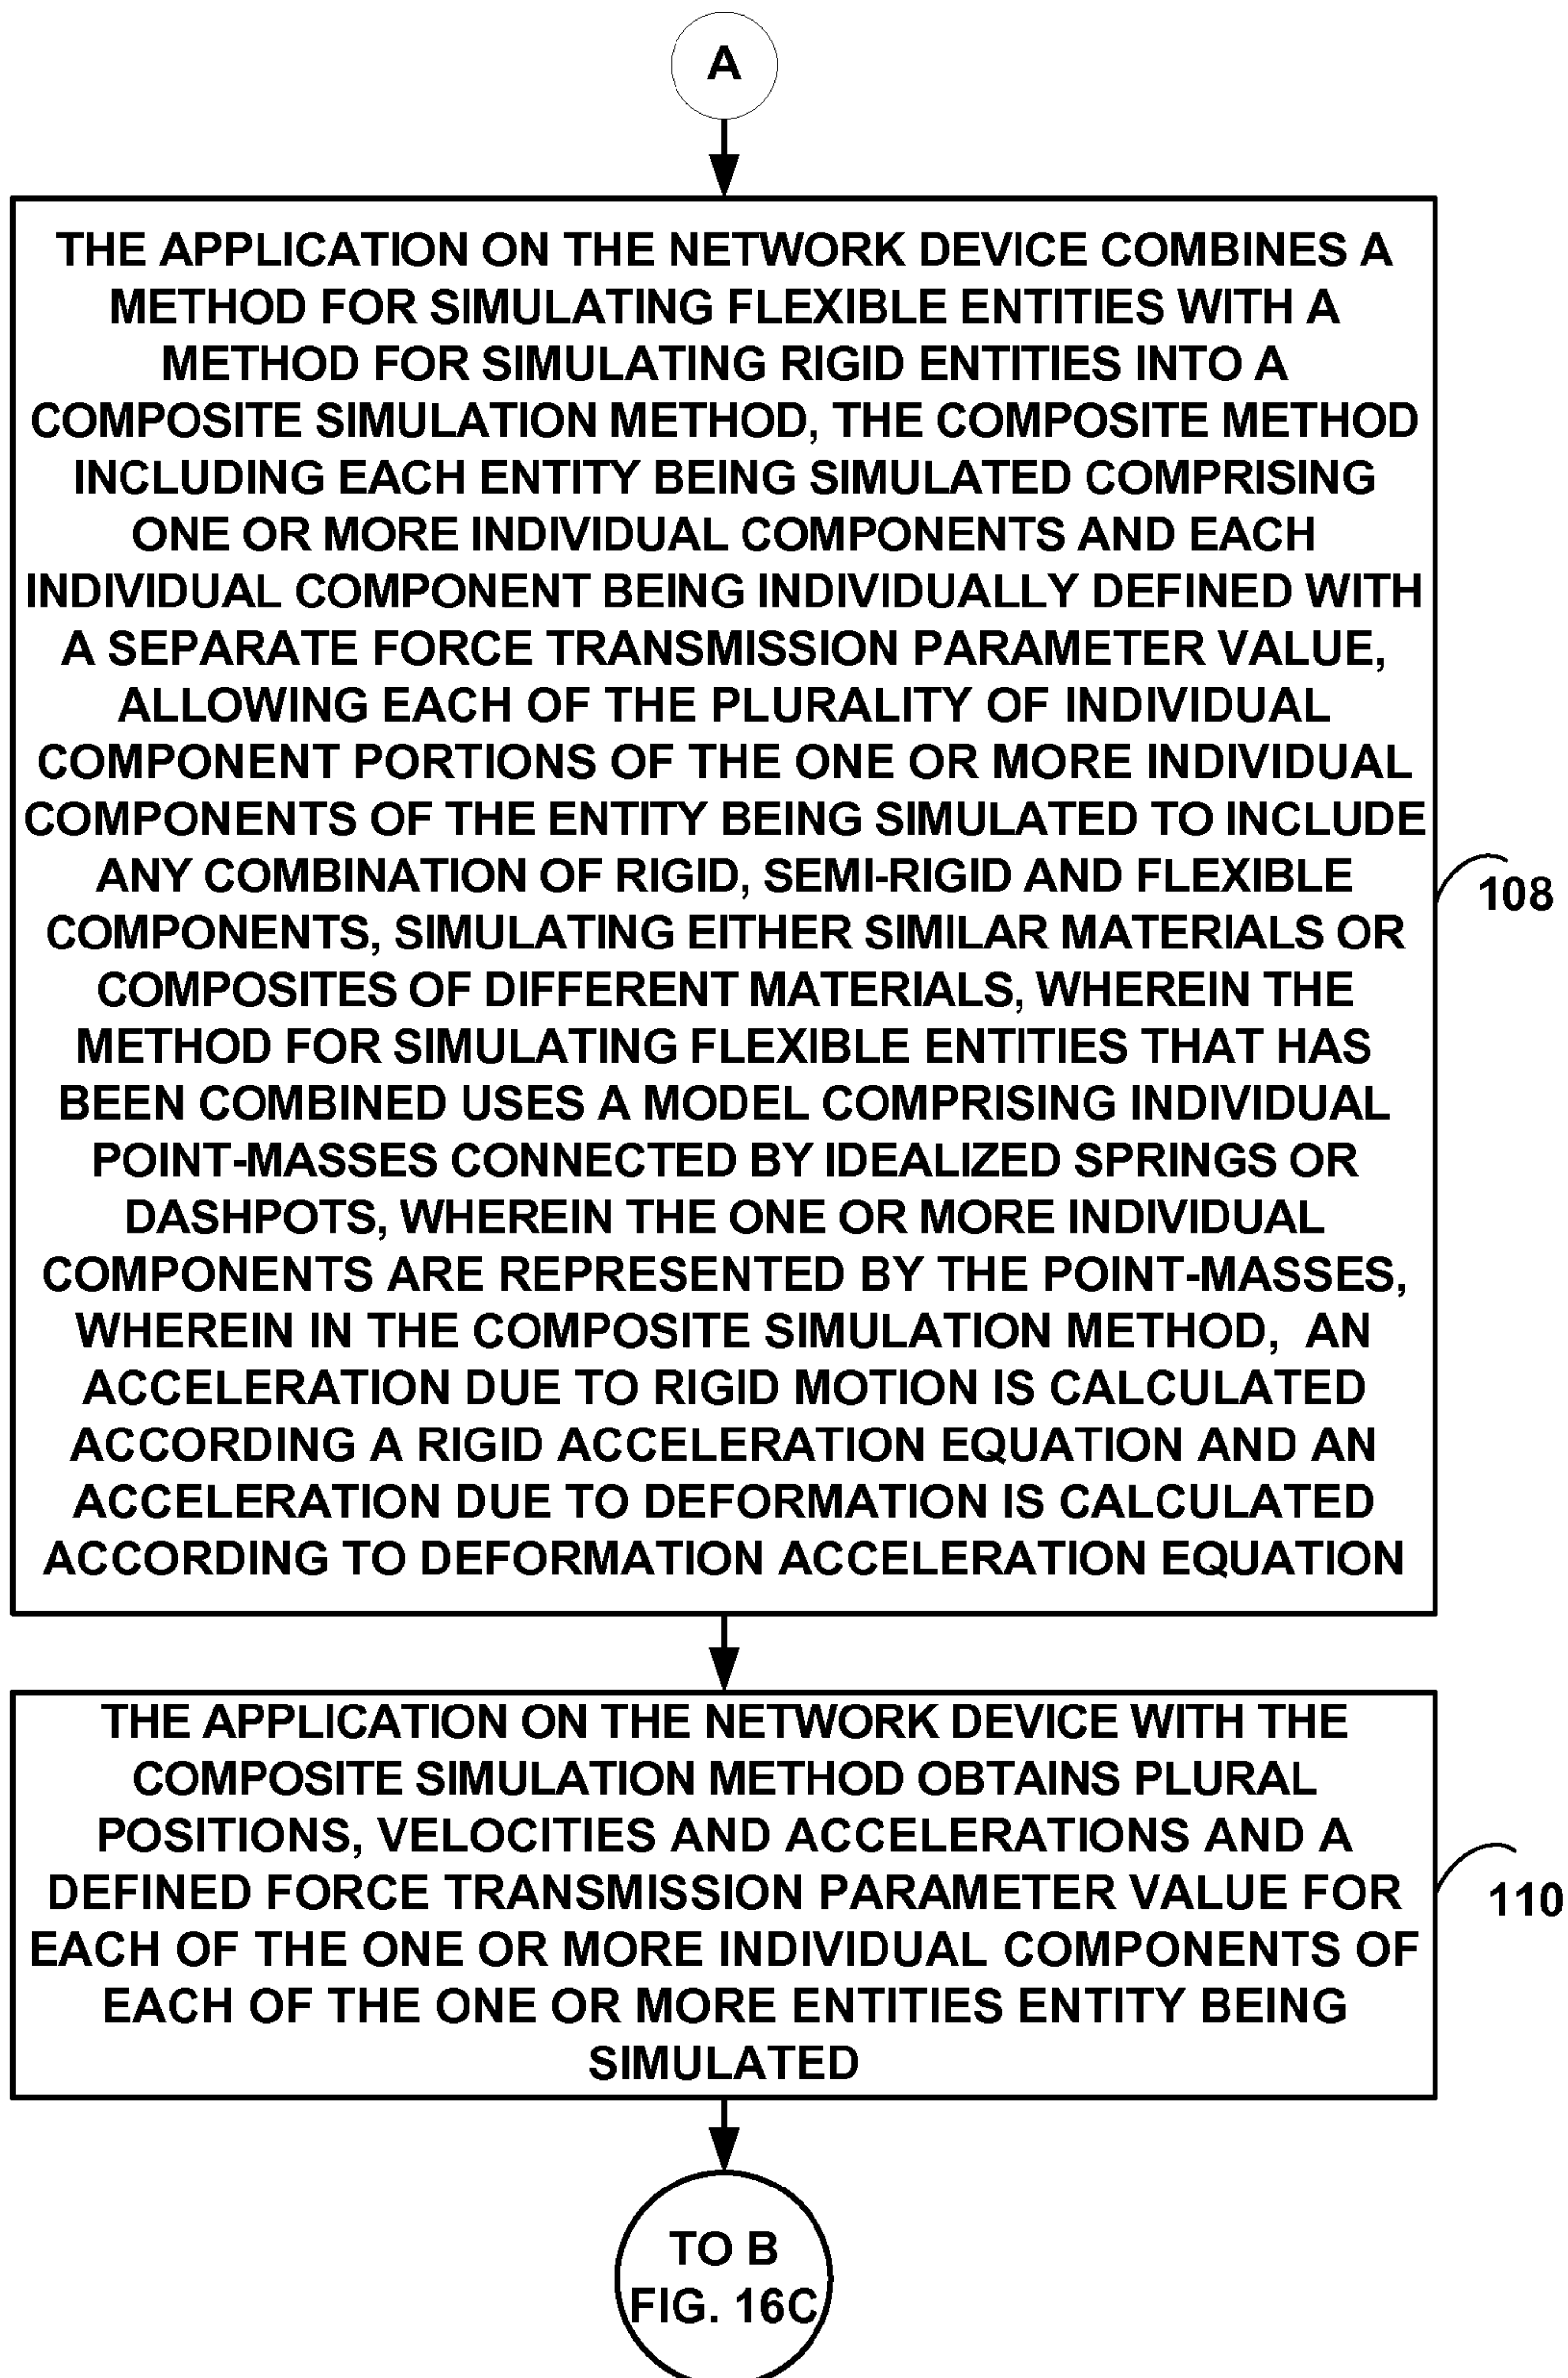 A
THE APPLICATION ON THE NETWORK DEVICE COMBINES A
METHOD FOR SIMULATING FLEXIBLE ENTITIES WITH A
METHOD FOR SIMULATING RIGID ENTITIES INTO A
COMPOSITE SIMULATION METHOD, THE COMPOSITE METHOD
INCLUDING EACH ENTITY BEING SIMULATED COMPRISING
ONE OR MORE INDIVIDUAL COMPONENTS AND EACH
INDIVIDUAL COMPONENT BEING INDIVIDUALLY DEFINED WITH
A SEPARATE FORCE TRANSMISSION PARAMETER VALUE,
ALLOWING EACH OF THE PLURALITY OF INDIVIDUAL
COMPONENT PORTIONS OF THE ONE OR MORE INDIVIDUAL
COMPONENTS OF THE ENTITY BEING SIMULATED TO INCLUDE
ANY COMBINATION OF RIGID, SEMI-RIGID AND FLEXIBLE
COMPONENTS, SIMULATING EITHER SIMILAR MATERIALS OR
COMPOSITES OF DIFFERENT MATERIALS, WHEREIN THE
METHOD FOR SIMULATING FLEXIBLE ENTITIES THAT HAS
BEEN COMBINED USES A MODEL COMPRISING INDIVIDUAL
POINT-MASSES CONNECTED BY IDEALIZED SPRINGS OR
DASHPOTS, WHEREIN THE ONE OR MORE INDIVIDUAL
COMPONENTS ARE REPRESENTED BY THE POINT-MASSES,
WHEREIN IN THE COMPOSITE SIMULATION METHOD, AN
ACCELERATION DUE TO RIGID MOTION IS CALCULATED
ACCORDING A RIGID ACCELERATION EQUATION AND AN
ACCELERATION DUE TO DEFORMATION IS CALCULATED
ACCORDING TO DEFORMATION ACCELERATION EQUATION
108
THE APPLICATION ON THE NETWORK DEVICE WITH THE
COMPOSITE SIMULATION METHOD OBTAINS PLURAL
POSITIONS, VELOCITIES AND ACCELERATIONS AND A
DEFINED FORCE TRANSMISSION PARAMETER VALUE FOR
EACH OF THE ONE OR MORE INDIVIDUAL COMPONENTS OF
EACH OF THE ONE OR MORE ENTITIES ENTITY BEING
SIMULATED
110
TO B
FIG. 16C